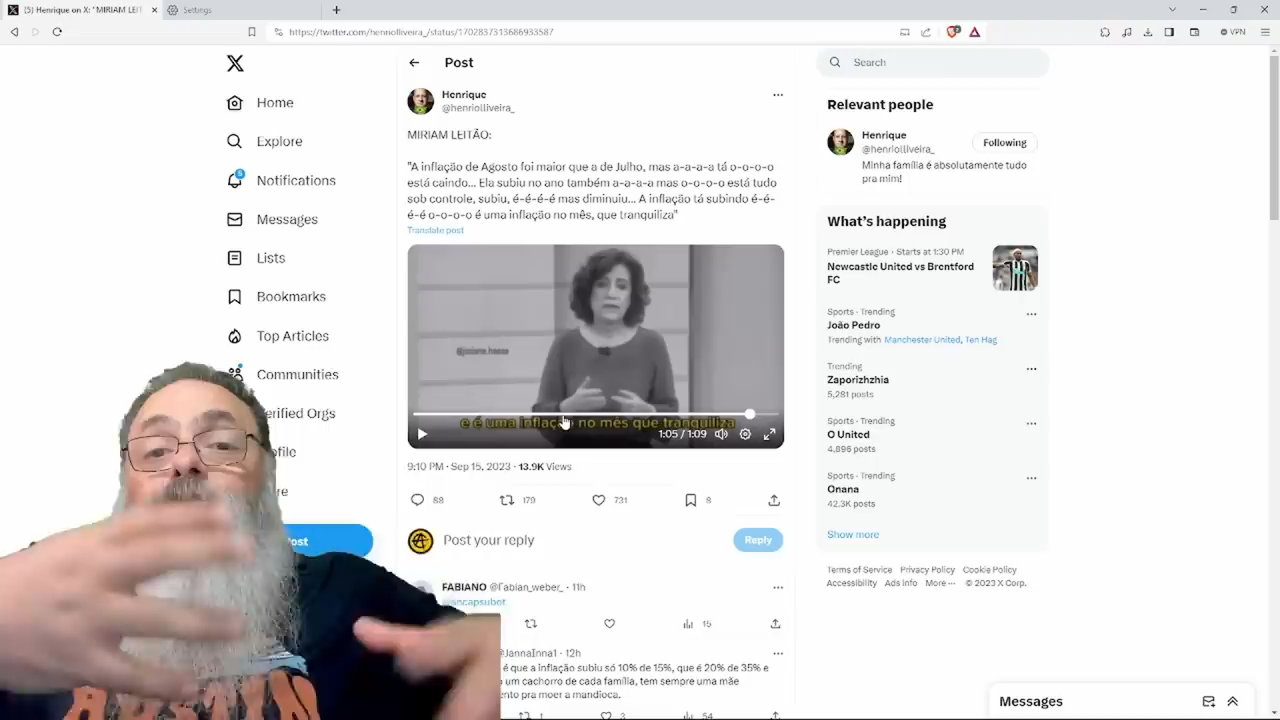 [5] Henrique on X: "MIRIAM LEIT
Settings
https://twitter.com/henriolliveira_/status/1702837313686933587
VPN
Home
Explore
5
Notifications
Messages
Lists
Bookmarks
Top Articles
Communities
erified Orgs
ofile
ost
Post
Henrique
@henriolliveira_
MIRIAM LEITÃO:
"A inflação de Agosto foi maior que a de Julho, mas a-a-a-a tá o-o-o-o
está caindo... Ela subiu no ano também a-a-a-a mas o-o-o-o está tudo
sob controle, subiu, é-é-é-é mas diminuiu... A inflação tá subindo é-é-
é-é o-o-o-o é uma inflação no mês, que tranquiliza"
Translate post
@josiane.haese
e é uma inflação no mês que tranquiliza
1:05 / 1:09
9:10 PM · Sep 15, 2023 · 13.9K Views
68
179
731
8
Post your reply
Reply
FABIANO @Fabian_weber_ · 11h
@ancapsubot
15
@JannaInna1 · 12h
é que a inflação subiu só 10% de 15%, que é 20% de 35% e
um cachorro de cada família, tem sempre uma mãe
ento pra moer a mandioca.
1
3
54
Search
Relevant people
Henrique
@henriolliveira_
Following
Minha família é absolutamente tudo
pra mim!
What's happening
Premier League · Starts at 1:30 PM
Newcastle United vs Brentford
FC
Sports · Trending
João Pedro
Trending with Manchester United, Ten Hag
Trending
Zaporizhzhia
5,281 posts
Sports · Trending
O United
4,896 posts
Sports · Trending
Onana
42.3K posts
Show more
Terms of Service Privacy Policy Cookie Policy
Accessibility Ads info More ··· © 2023 X Corp.
Messages